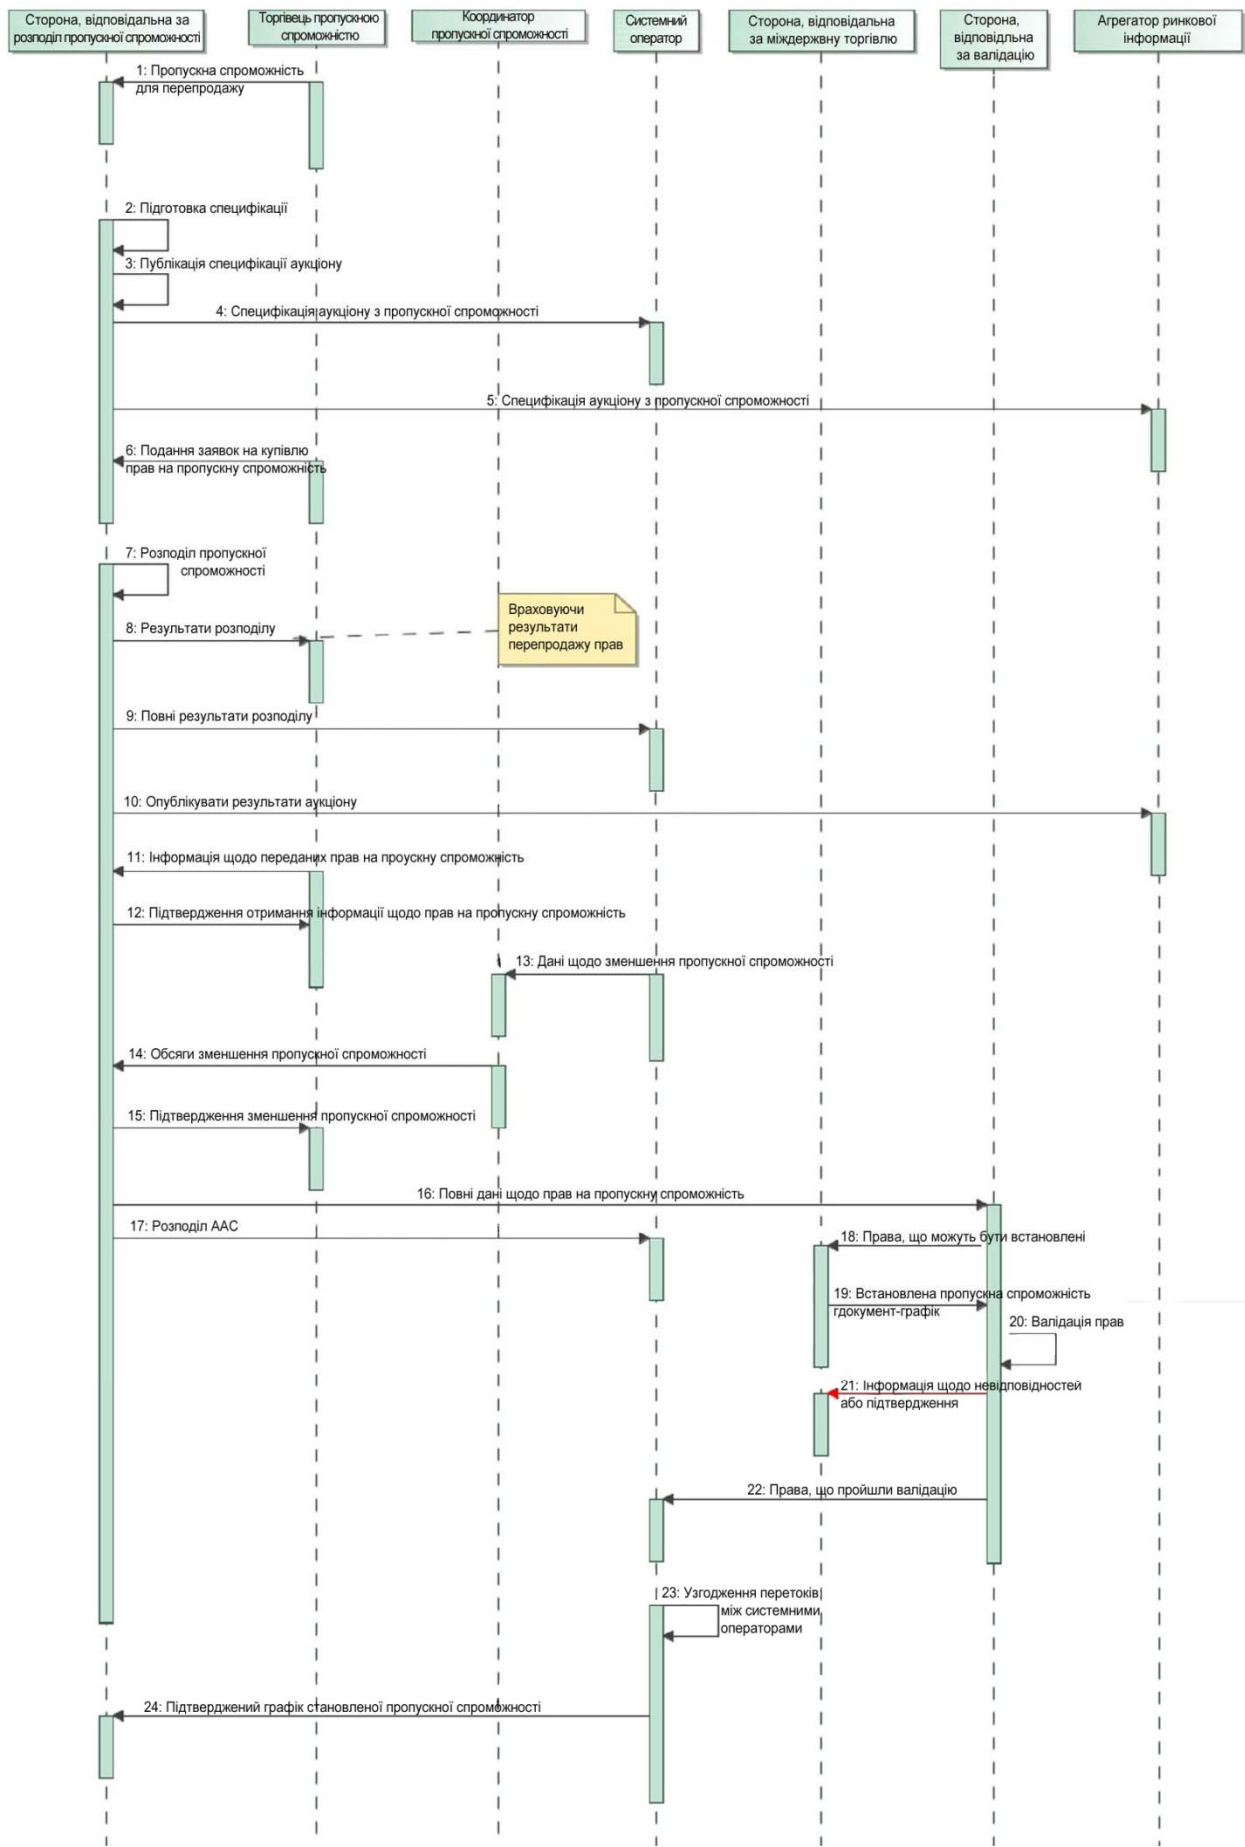 Сторона, відповідальна за
розподіл пропускної спроможності
Торгівець пропускною
спроможністю
Координатор
пропускної спроможності
Системний
оператор
Сторона, відповідальна
за міждержвну торгівлю
Сторона,
відповідльна
за валідацію
Агрегатор ринкової
інформації
1: Пропускна спроможність
для перепродажу
2: Підготовка специфікації
3: Публікація специфікації аукціону
4: Специфікація аукціону з пропускної спроможності
5: Специфікація аукціону з пропускної спроможності
6: Подання заявок на купівлю
прав на пропускну спроможність
7: Розподіл пропускної
спроможності
Враховуючи
результати
перепродажу прав
8: Результати розподілу
9: Повні результати розподілу
10: Опублікувати результати аукціону
11: Інформація щодо переданих прав на проускну спроможність
12: Підтвердження отримання інформації щодо прав на пропускну спроможність
13: Дані щодо зменшення пропускної спроможності
14: Обсяги зменшення пропускної спроможності
15: Підтвердження зменшення пропускної спроможності
16: Повні дані щодо прав на пропускну спроможність
17: Розподіл ААС
18: Права, що можуть бути встановлені
19: Встановлена пропускна спроможність
гдокумент-графік
20: Валідація прав
21: Інформація щодо невідповідностей
або підтвердження
22: Права, що пройшли валідацію
23: Узгодження перетоків
між системними
операторами
24: Підтверджений графік становленої пропускної спроможності